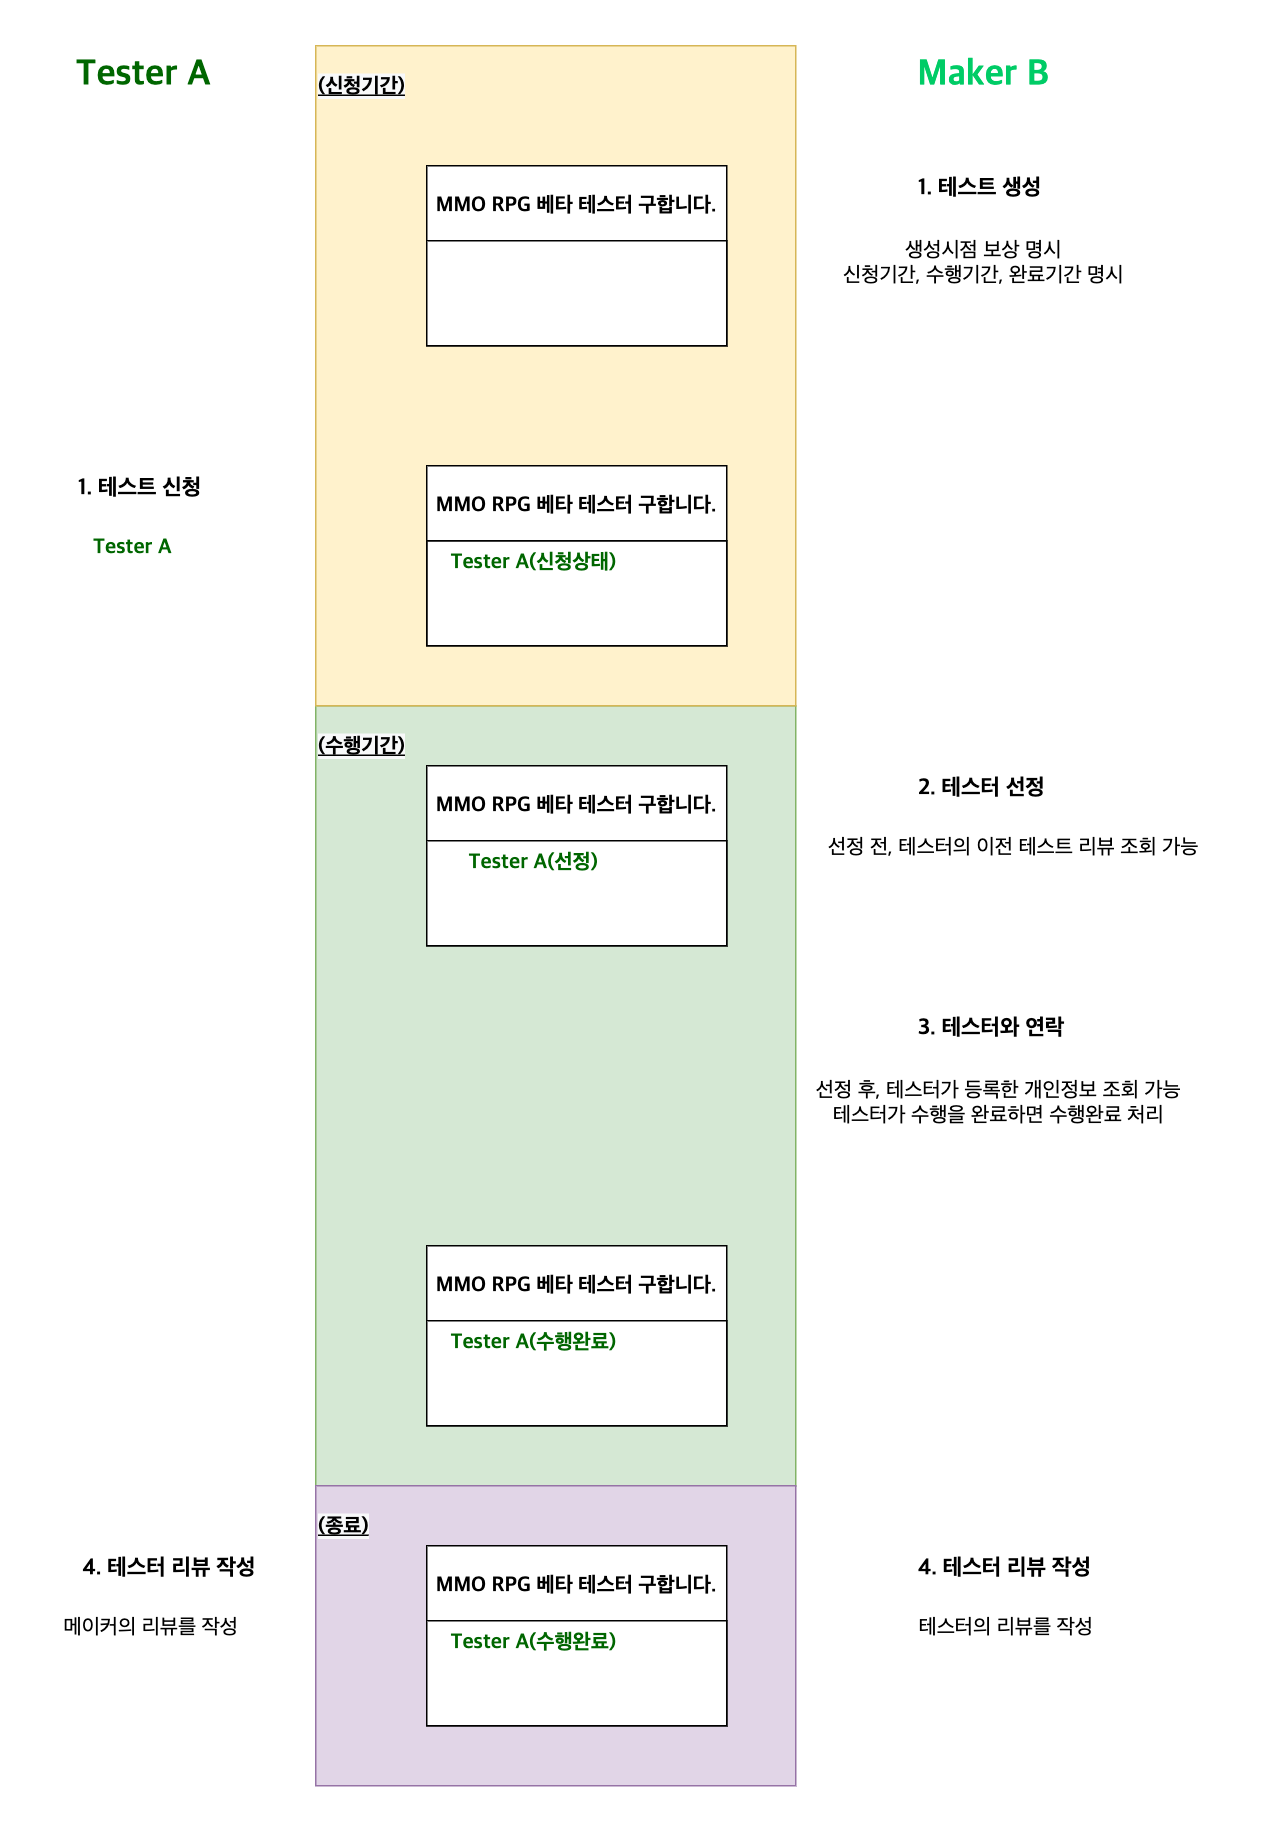 Tester A
Maker B
(신청기간)
MMO RPG 베타 테스터 구합니다.
1. 테스트 생성
생성시점 보상 명시
신청기간, 수행기간, 완료기간 명시
1. 테스트 신청
Tester A
MMO RPG 베타 테스터 구합니다.
Tester A(신청상태)
(수행기간)
MMO RPG 베타 테스터 구합니다.
Tester A(선정)
2. 테스터 선정
선정 전, 테스터의 이전 테스트 리뷰 조회 가능
3. 테스터와 연락
선정 후, 테스터가 등록한 개인정보 조회 가능
테스터가 수행을 완료하면 수행완료 처리
MMO RPG 베타 테스터 구합니다.
Tester A(수행완료)
(종료)
4. 테스터 리뷰 작성
메이커의 리뷰를 작성
MMO RPG 베타 테스터 구합니다.
Tester A(수행완료)
4. 테스터 리뷰 작성
테스터의 리뷰를 작성